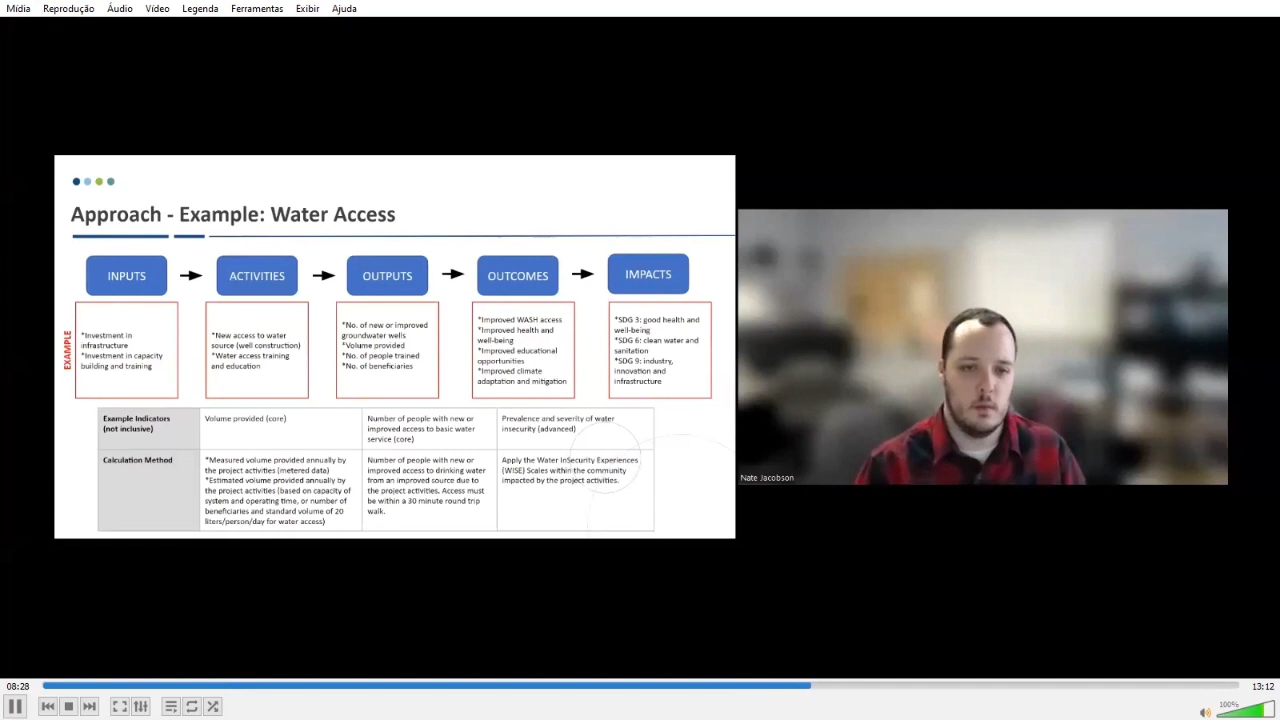 Mídia Reprodução Áudio Vídeo Legenda Ferramentas Exibir Ajuda
Approach - Example: Water Access
INPUTS
ACTIVITIES
OUTPUTS
OUTCOMES
IMPACTS
EXAMPLE
*Investment in
infrastructure
*Investment in capacity
building and training
*New access to water
source (well construction)
*Water access training
and education
*No. of new or improved
groundwater wells
*Volume provided
*No. of people trained
*No. of beneficiaries
*Improved WASH access
*Improved health and
well-being
*Improved educational
opportunities
*Improved climate
adaptation and mitigation
*SDG 3: good health and
well-being
*SDG 6: clean water and
sanitation
*SDG 9: industry,
innovation and
infrastructure
Example Indicators
(not inclusive)
Volume provided (core)
Number of people with new or
improved access to basic water
service (core)
Prevalence and severity of water
insecurity (advanced)
Calculation Method
*Measured volume provided annually by
the project activities (metered data)
*Estimated volume provided annually by
the project activities (based on capacity of
system and operating time, or number of
beneficiaries and standard volume of 20
liters/person/day for water access)
Number of people with new or
improved access to drinking water
from an improved source due to
the project activities. Access must
be within a 30 minute round trip
walk.
Apply the Water InSecurity Experiences
(WISE) Scales within the community
impacted by the project activities.
Nate Jacobson
08:28
13:12
100%